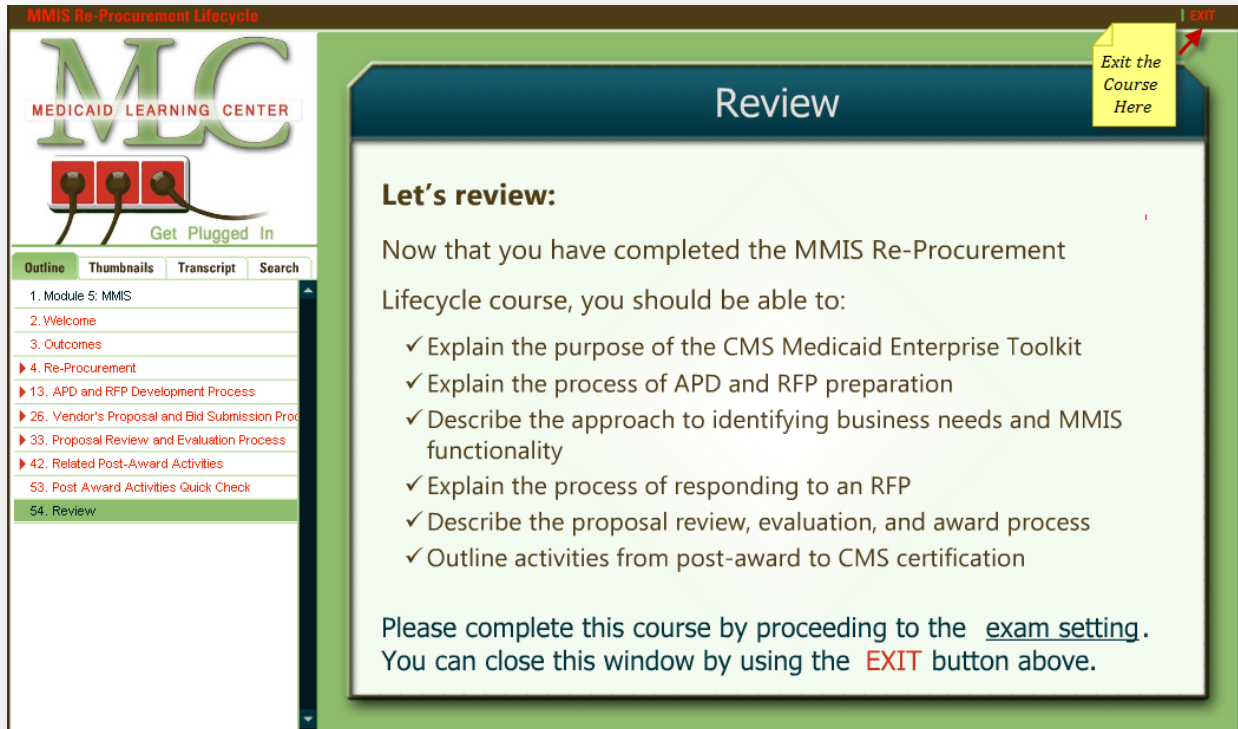 MMIS Re-Procurement Lifecycle
| EXIT
MLC
MEDICAID LEARNING CENTER
Get Plugged In
Exit the
Course
Here
Outline Thumbnails Transcript Search
1. Module 5: MMIS
2. Welcome
3. Outcomes
4. Re-Procurement
13. APD and RFP Development Process
26. Vendor's Proposal and Bid Submission Proc
33. Proposal Review and Evaluation Process
42. Related Post-Award Activities
53. Post Award Activities Quick Check
54. Review
Review
Let's review:
Now that you have completed the MMIS Re-Procurement
Lifecycle course, you should be able to:
✓ Explain the purpose of the CMS Medicaid Enterprise Toolkit
✓ Explain the process of APD and RFP preparation
✓ Describe the approach to identifying business needs and MMIS
functionality
✓ Explain the process of responding to an RFP
✓ Describe the proposal review, evaluation, and award process
✓ Outline activities from post-award to CMS certification
Please complete this course by proceeding to the exam setting.
You can close this window by using the EXIT button above.